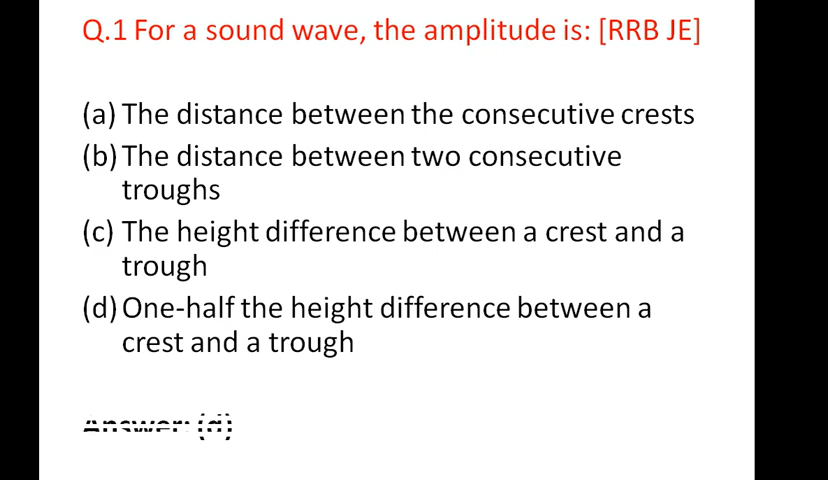 Q.1 For a sound wave, the amplitude is: [RRB JE]
(a) The distance between the consecutive crests
(b) The distance between two consecutive
troughs
(c) The height difference between a crest and a
trough
(d) One-half the height difference between a
crest and a trough
Answer: (d)